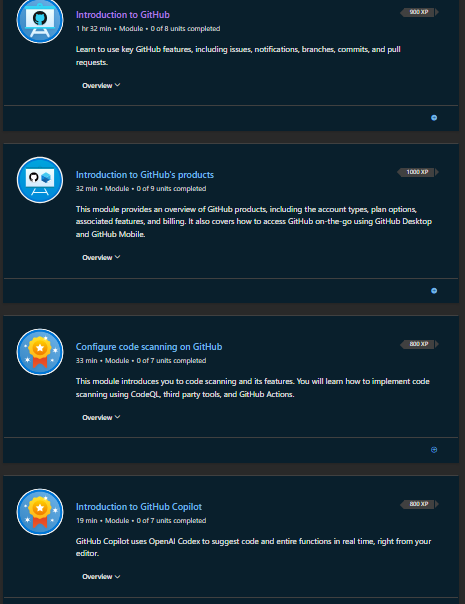 Introduction to GitHub
900 XP
1 hr 32 min • Module • 0 of 8 units completed
Learn to use key GitHub features, including issues, notifications, branches, commits, and pull
requests.
Overview
Introduction to GitHub's products
1000 XP
32 min • Module • 0 of 9 units completed
This module provides an overview of GitHub products, including the account types, plan options,
associated features, and billing. It also covers how to access GitHub on-the-go using GitHub Desktop
and GitHub Mobile.
Overview
Configure code scanning on GitHub
800 XP
33 min • Module • 0 of 7 units completed
This module introduces you to code scanning and its features. You will learn how to implement code
scanning using CodeQL, third party tools, and GitHub Actions.
Overview
Introduction to GitHub Copilot
800 XP
19 min • Module • 0 of 7 units completed
GitHub Copilot uses OpenAI Codex to suggest code and entire functions in real time, right from your
editor.
Overview